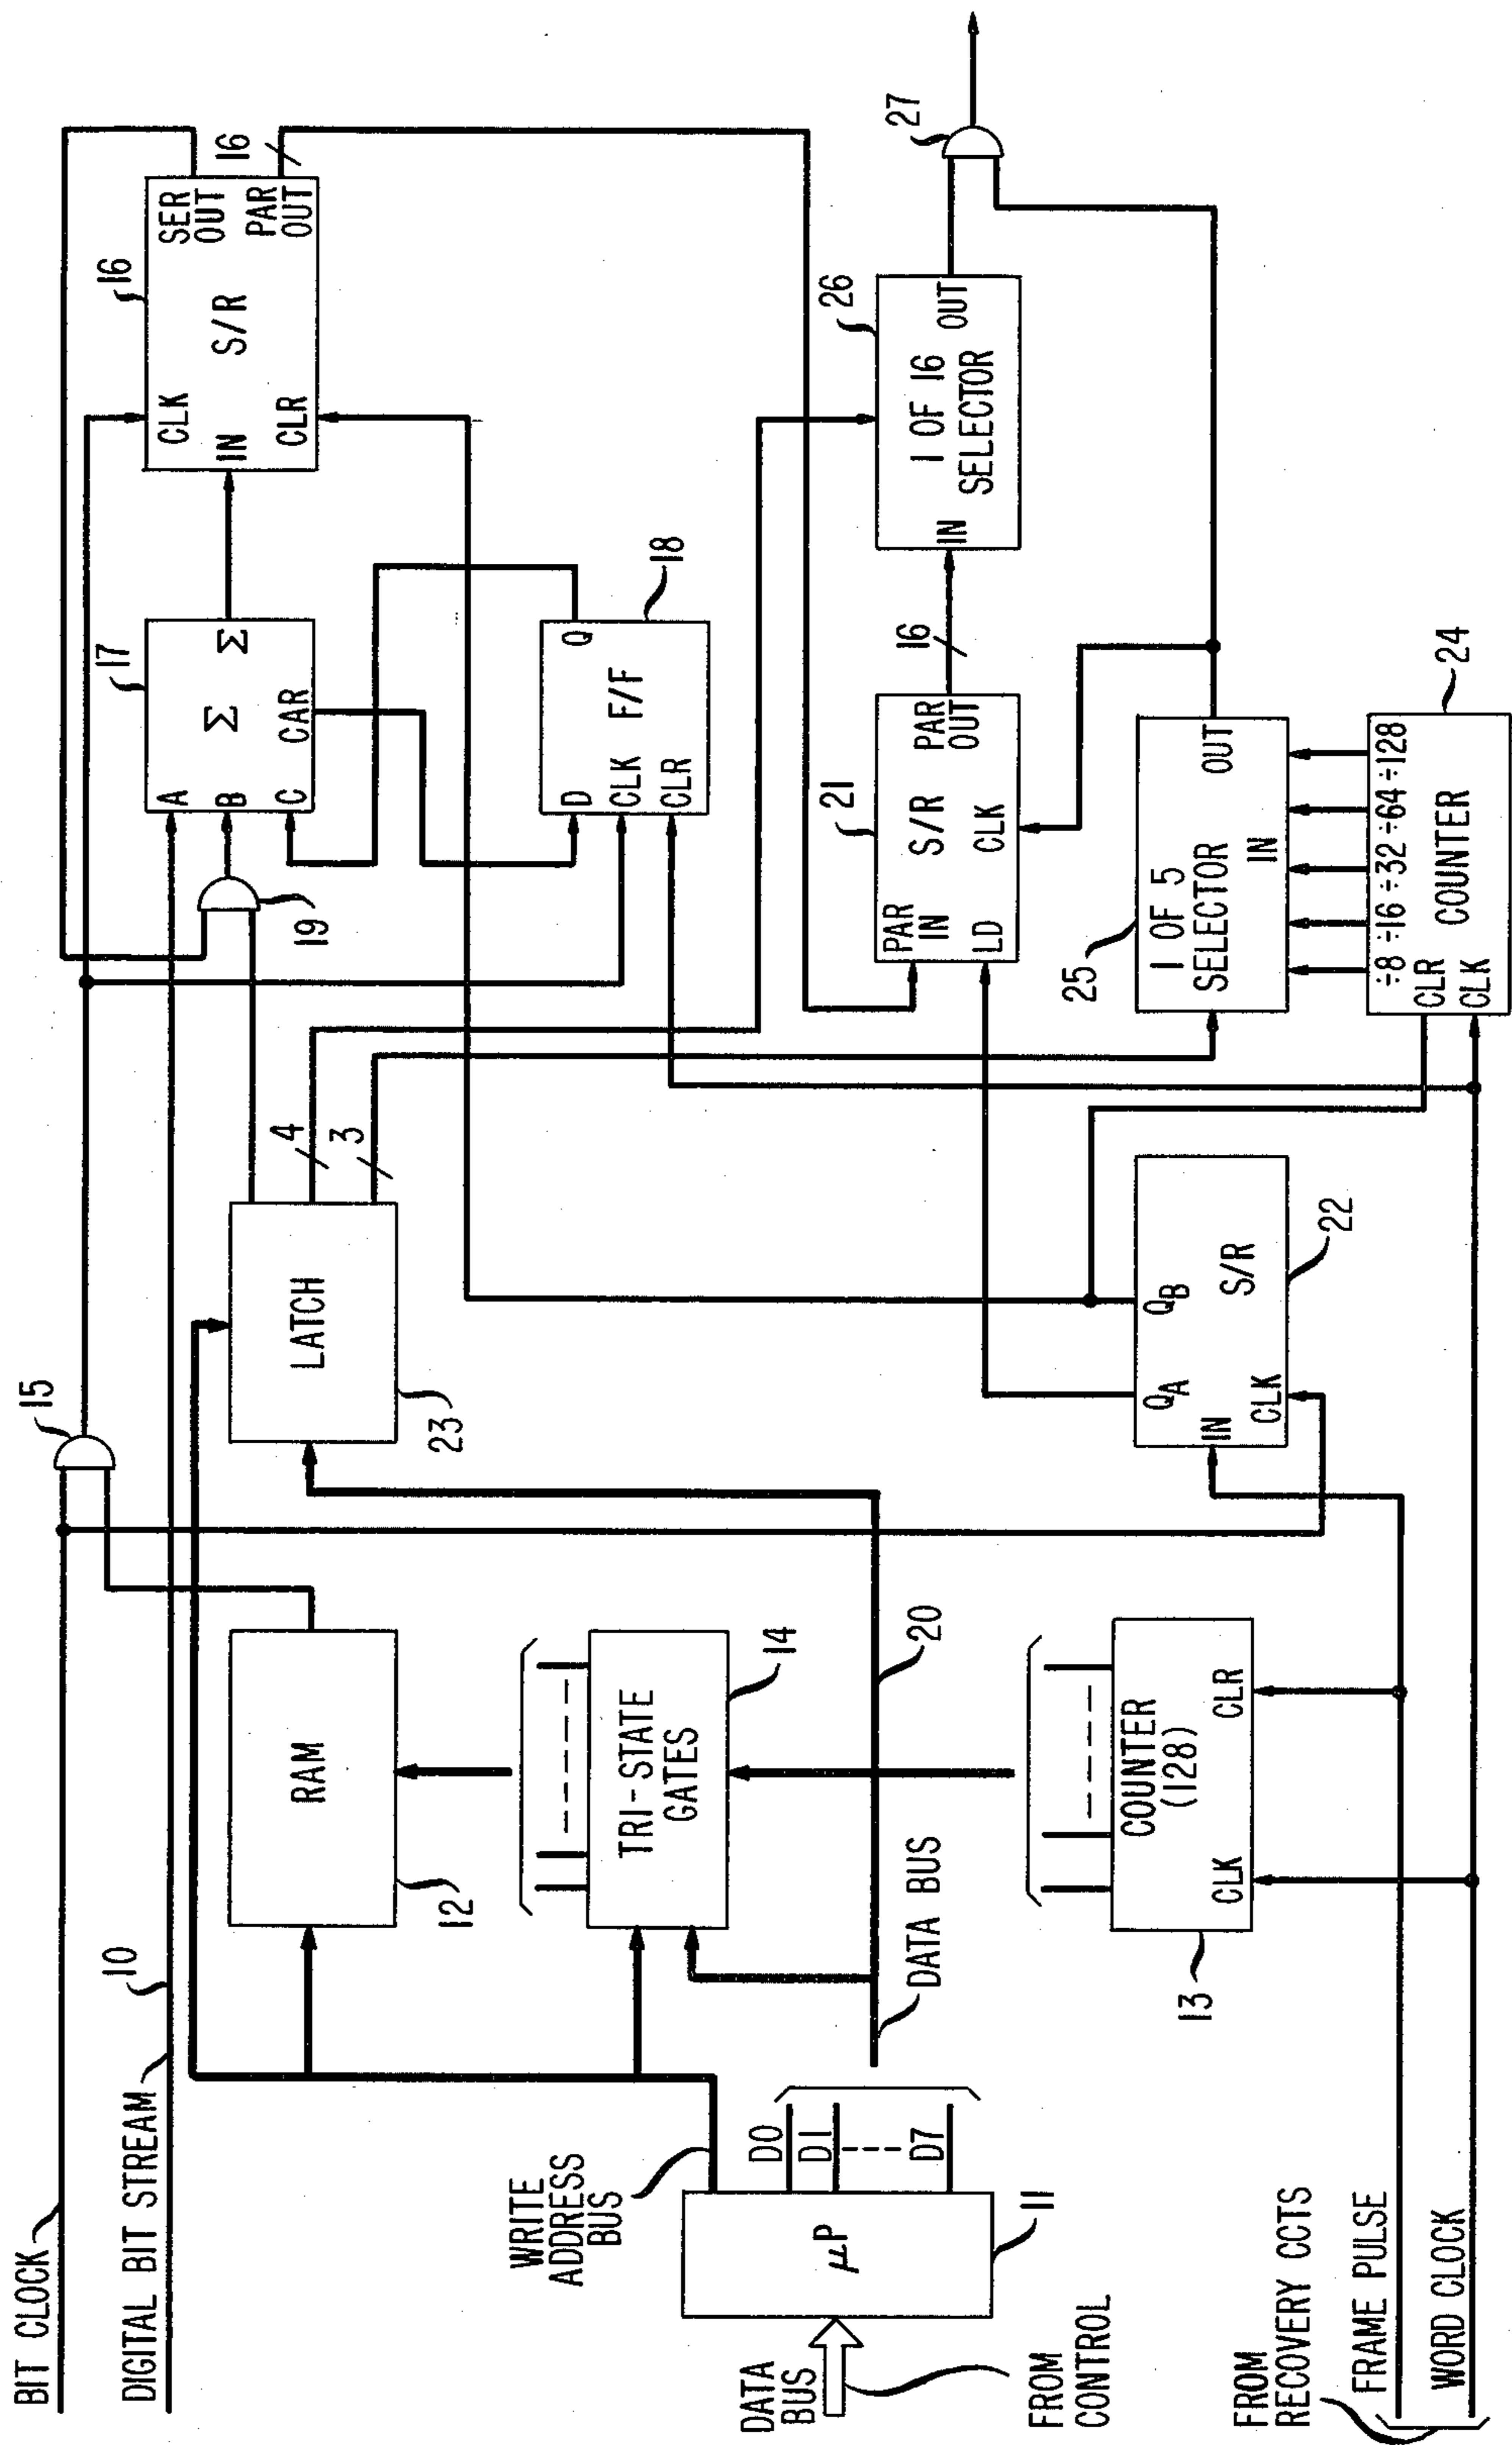 BIT CLOCK
DIGITAL BIT STREAM
10
15
RAM
12
TRI-STATE
GATES
14
WRITE
ADDRESS
BUS
μP
11
D0
D1
D7
DATA
BUS
FROM
CONTROL
DATA BUS
20
COUNTER
(128)
CLK
CLR
13
FROM
RECOVERY CCTS
FRAME PULSE
WORD CLOCK
LATCH
23
4
3
QA
QB
S/R
IN
CLK
22
A
B
C
Σ
Σ
CAR
17
19
D
Q
F/F
CLK
CLR
18
CLK
IN
CLR
S/R
SER
OUT
PAR
OUT
16
16
PAR
IN
LD
S/R
CLK
PAR
OUT
21
16
IN
1 OF 16
SELECTOR
OUT
26
27
1 OF 5
SELECTOR
IN
OUT
25
÷8 ÷16 ÷32 ÷64 ÷128
CLR
CLK
COUNTER
24